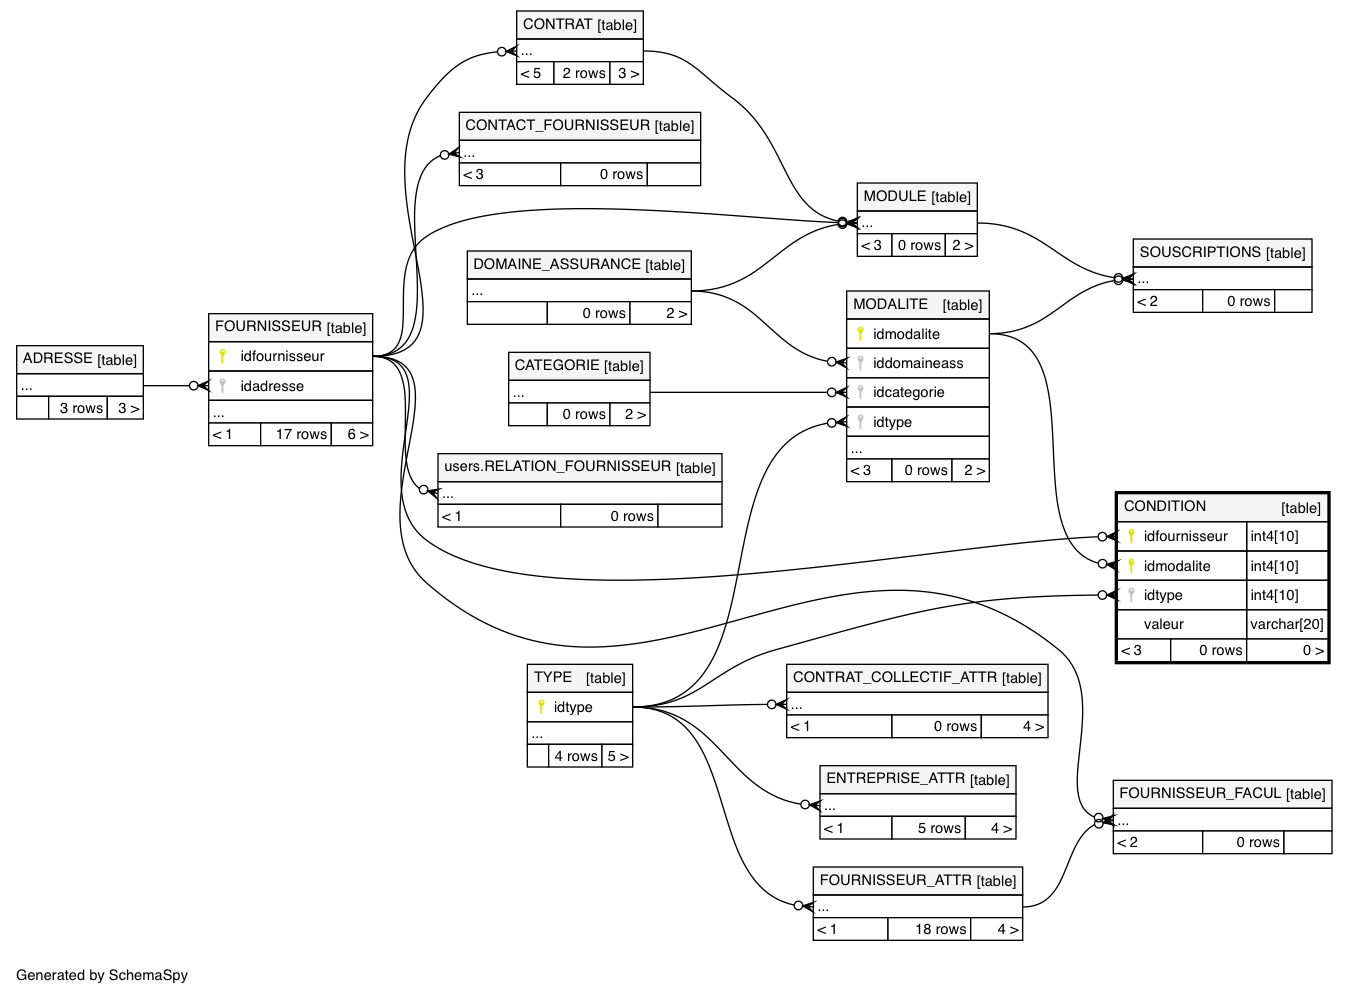 CONTRAT [table]
...
< 5 2 rows 3 >
CONTACT_FOURNISSEUR [table]
...
< 3 0 rows
MODULE [table]
...
< 3 0 rows 2 >
SOUSCRIPTIONS [table]
...
< 2 0 rows
DOMAINE_ASSURANCE [table]
...
0 rows 2 >
MODALITE [table]
idmodalite
iddomaineass
idcategorie
idtype
...
< 3 0 rows 2 >
FOURNISSEUR [table]
idfournisseur
idadresse
...
< 1 17 rows 6 >
ADRESSE [table]
...
3 rows 3 >
CATEGORIE [table]
...
0 rows 2 >
users.RELATION_FOURNISSEUR [table]
...
< 1 0 rows
CONDITION [table]
idfournisseur int4[10]
idmodalite int4[10]
idtype int4[10]
valeur varchar[20]
< 3 0 rows 0 >
TYPE [table]
idtype
...
4 rows 5 >
CONTRAT_COLLECTIF_ATTR [table]
...
< 1 0 rows 4 >
ENTREPRISE_ATTR [table]
...
< 1 5 rows 4 >
FOURNISSEUR_FACUL [table]
...
< 2 0 rows
FOURNISSEUR_ATTR [table]
...
< 1 18 rows 4 >
Generated by SchemaSpy